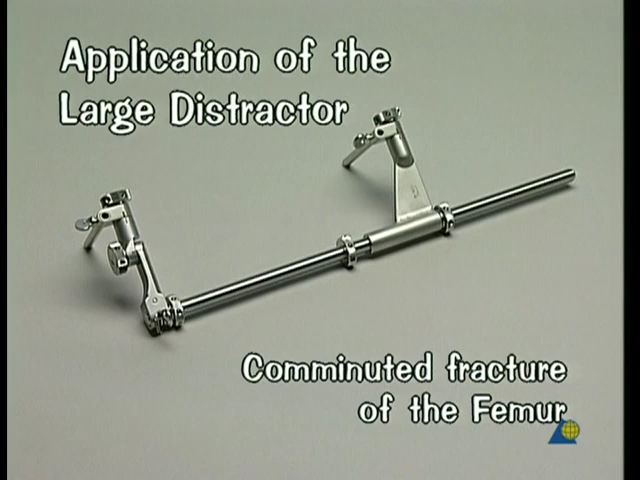 Application of the
Large Distractor
Comminuted fracture
of the Femur